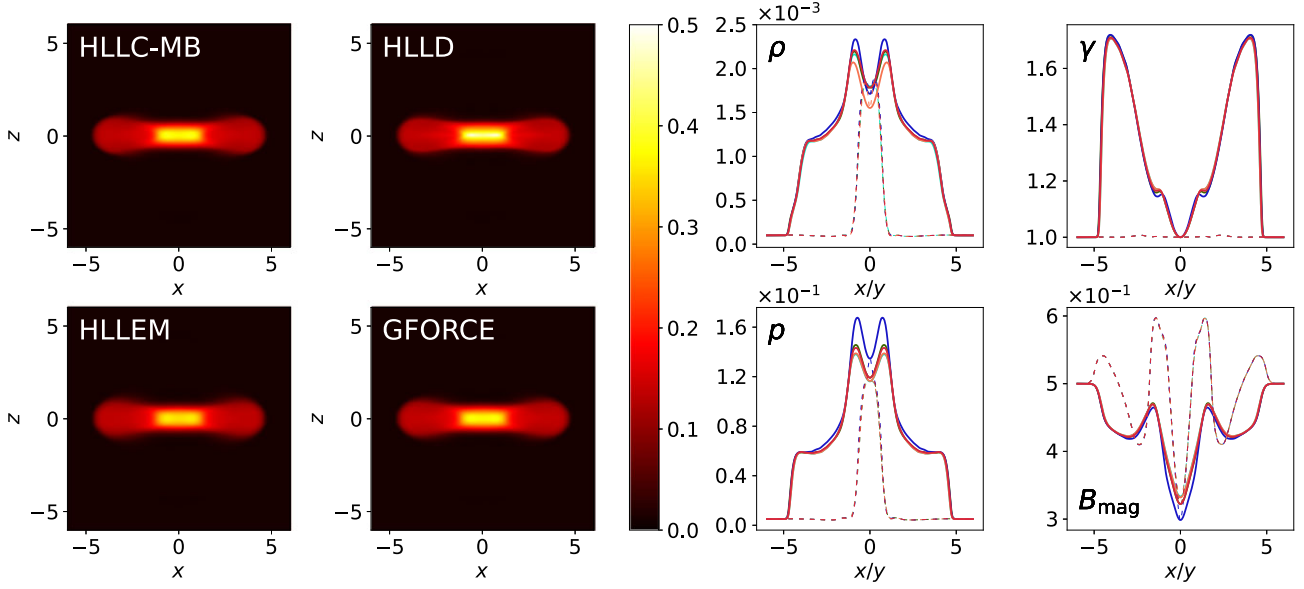 HLLC-MB
HLLD
z
5
0
−5
−5 0 5
x
z
5
0
−5
−5 0 5
x
HLLEM
GFORCE
z
5
0
−5
−5 0 5
x
z
5
0
−5
−5 0 5
x
0.5
0.4
0.3
0.2
0.1
0.0
×10⁻³
ρ
2.5
2.0
1.5
1.0
0.5
0.0
−5 0 5
x/y
γ
1.6
1.4
1.2
1.0
−5 0 5
x/y
×10⁻¹
p
1.6
1.2
0.8
0.4
0.0
−5 0 5
x/y
×10⁻¹
6
5
4
3
B_mag
−5 0 5
x/y